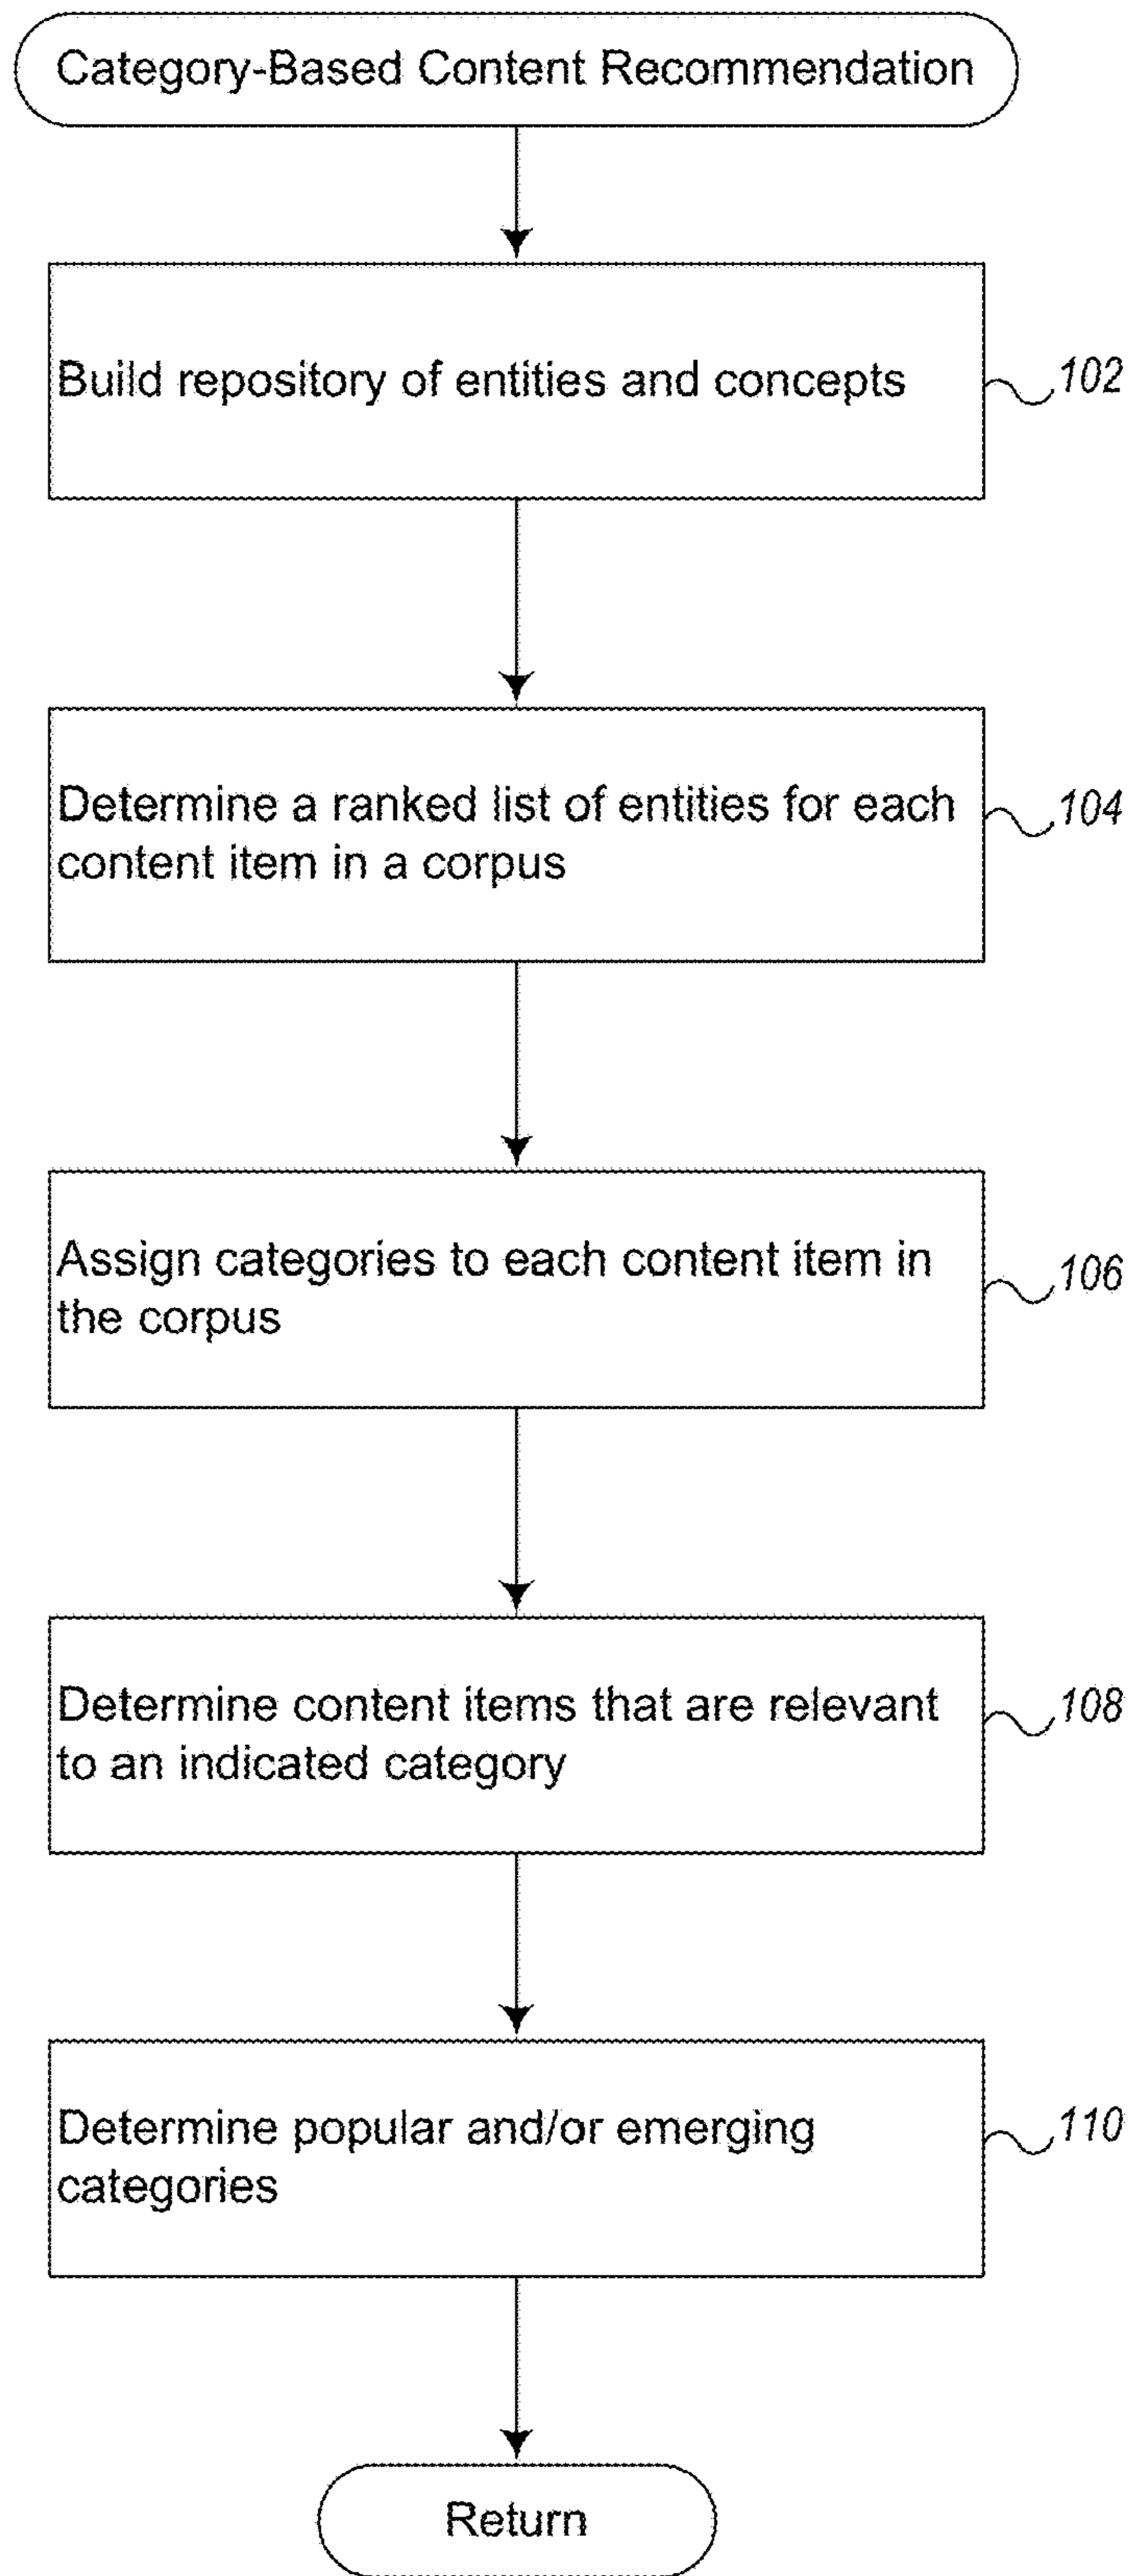 Category-Based Content Recommendation
Build repository of entities and concepts
102
Determine a ranked list of entities for each
content item in a corpus
104
Assign categories to each content item in
the corpus
106
Determine content items that are relevant
to an indicated category
108
Determine popular and/or emerging
categories
110
Return